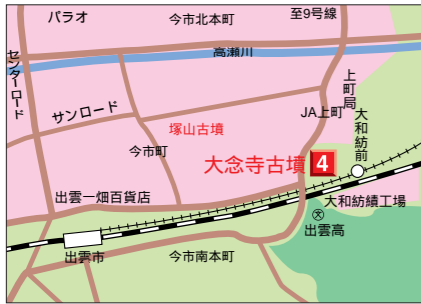 パラオ
今市北本町
至9号線
高瀬川
センターロード
サンロード
上町局
JA上町
塚山古墳
大和紡前
今市町
大念寺古墳 4
出雲一畑百貨店
大和紡績工場
文
出雲高
出雲市
今市南本町